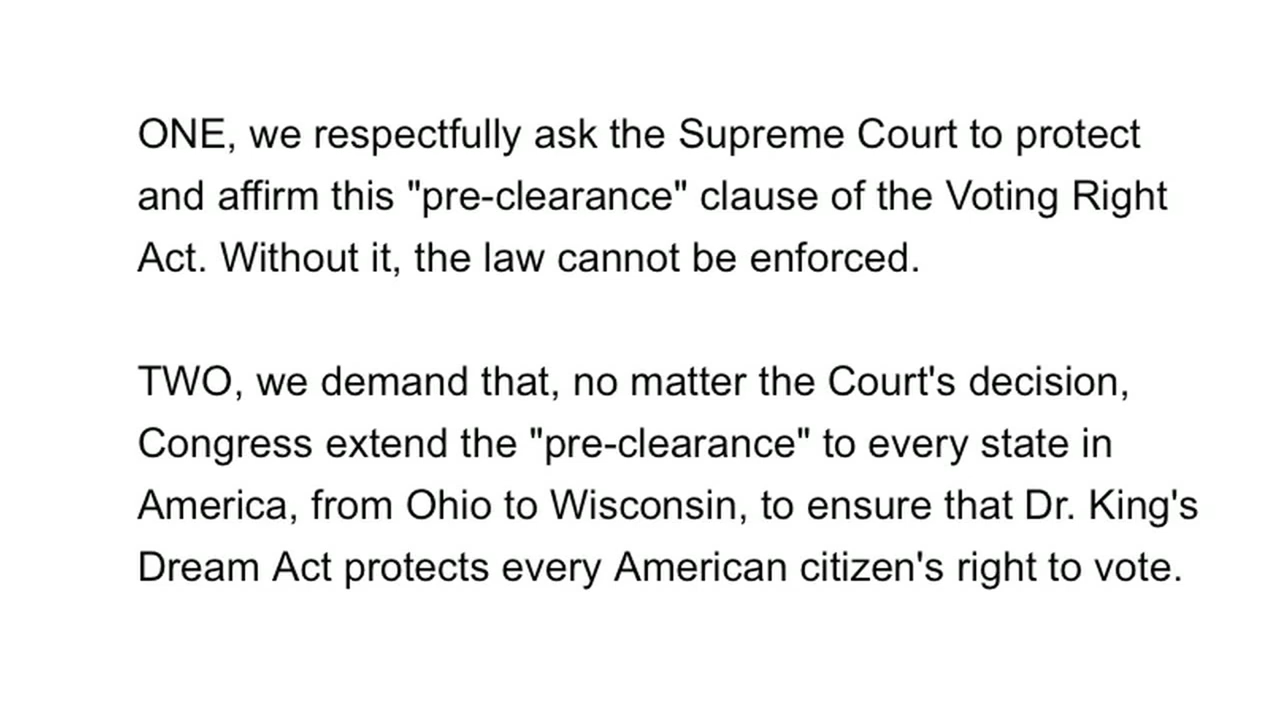 ONE, we respectfully ask the Supreme Court to protect
and affirm this "pre-clearance" clause of the Voting Right
Act. Without it, the law cannot be enforced.
TWO, we demand that, no matter the Court's decision,
Congress extend the "pre-clearance" to every state in
America, from Ohio to Wisconsin, to ensure that Dr. King's
Dream Act protects every American citizen's right to vote.